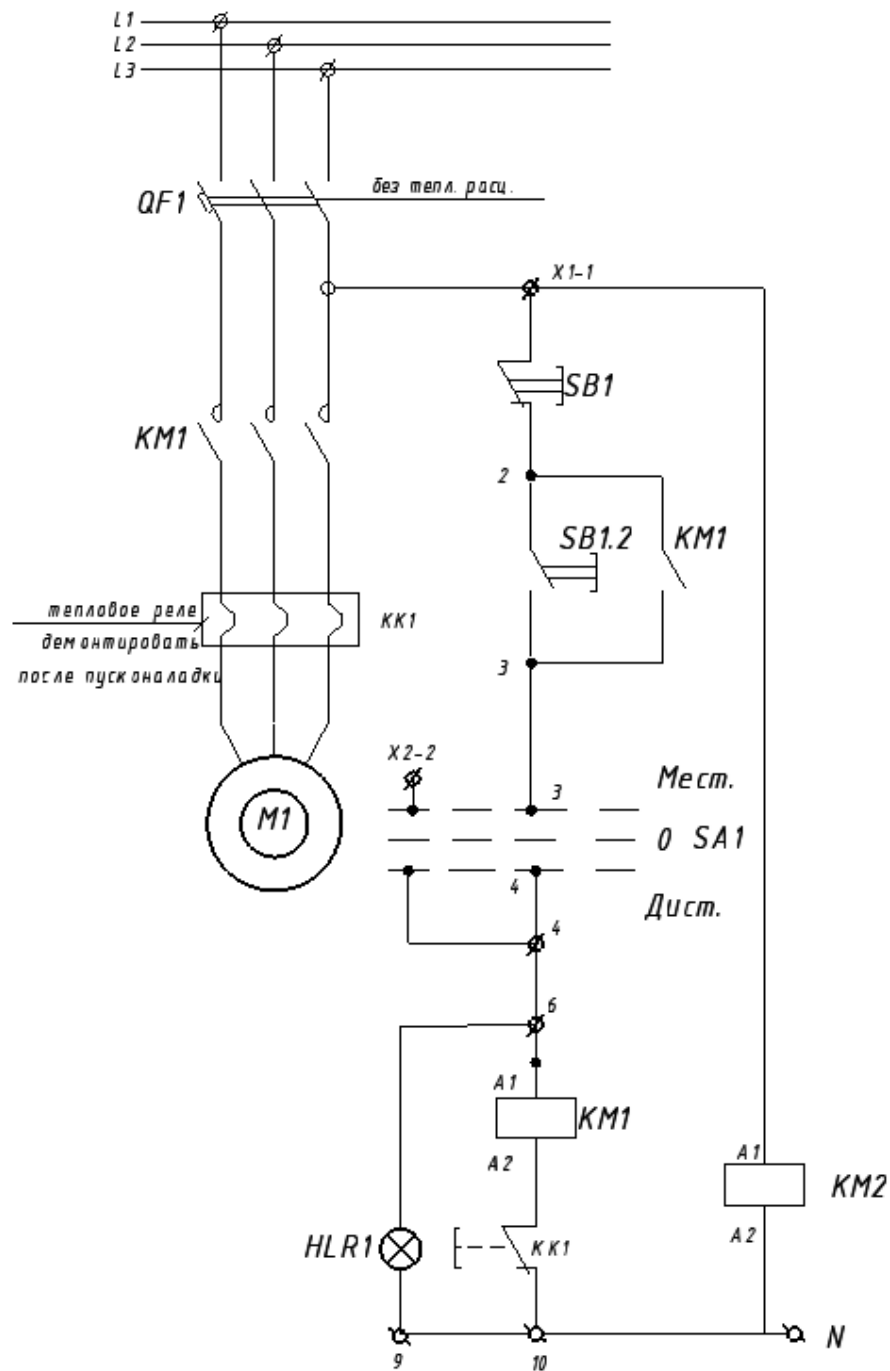 L1
L2
L3
QF1
без тепл. расц.
X1-1
SB1
KM1
2
SB1.2
KM1
тепловое реле
демонтировать
после пусконаладки
KK1
3
X2-2
3
Мест.
M1
0 SA1
4
Дист.
4
6
A1
KM1
A2
A1
KM2
A2
HLR1
KK1
N
9
10